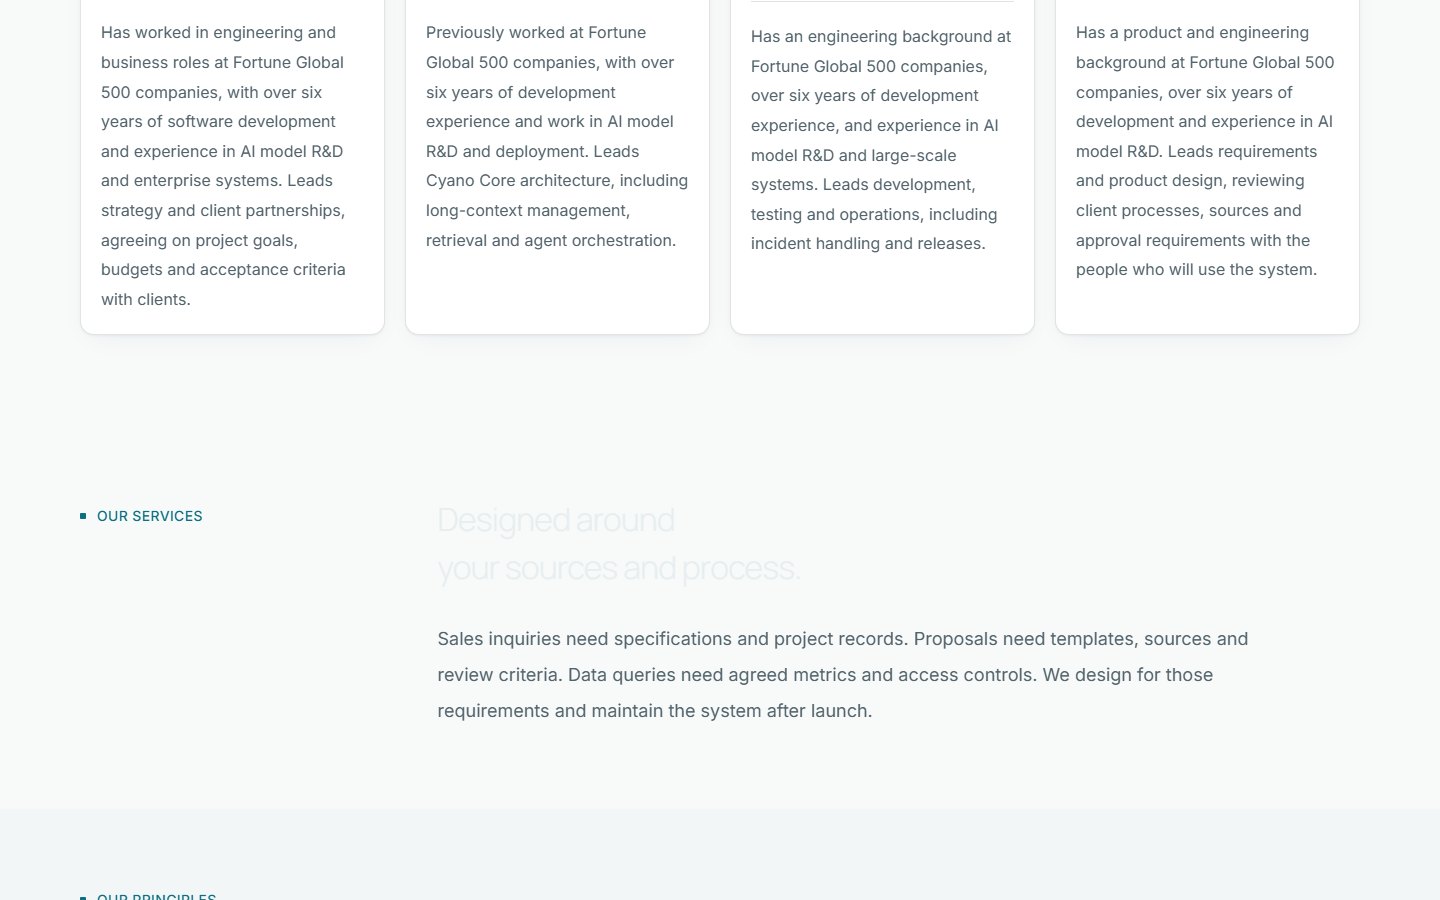 Has worked in engineering and
business roles at Fortune Global
500 companies, with over six
years of software development
and experience in AI model R&D
and enterprise systems. Leads
strategy and client partnerships,
agreeing on project goals,
budgets and acceptance criteria
with clients.
Previously worked at Fortune
Global 500 companies, with over
six years of development
experience and work in AI model
R&D and deployment. Leads
Cyano Core architecture, including
long-context management,
retrieval and agent orchestration.
Has an engineering background at
Fortune Global 500 companies,
over six years of development
experience, and experience in AI
model R&D and large-scale
systems. Leads development,
testing and operations, including
incident handling and releases.
Has a product and engineering
background at Fortune Global 500
companies, over six years of
development and experience in AI
model R&D. Leads requirements
and product design, reviewing
client processes, sources and
approval requirements with the
people who will use the system.
OUR SERVICES
Designed around
your sources and process.
Sales inquiries need specifications and project records. Proposals need templates, sources and
review criteria. Data queries need agreed metrics and access controls. We design for those
requirements and maintain the system after launch.
OUR PRINCIPLES